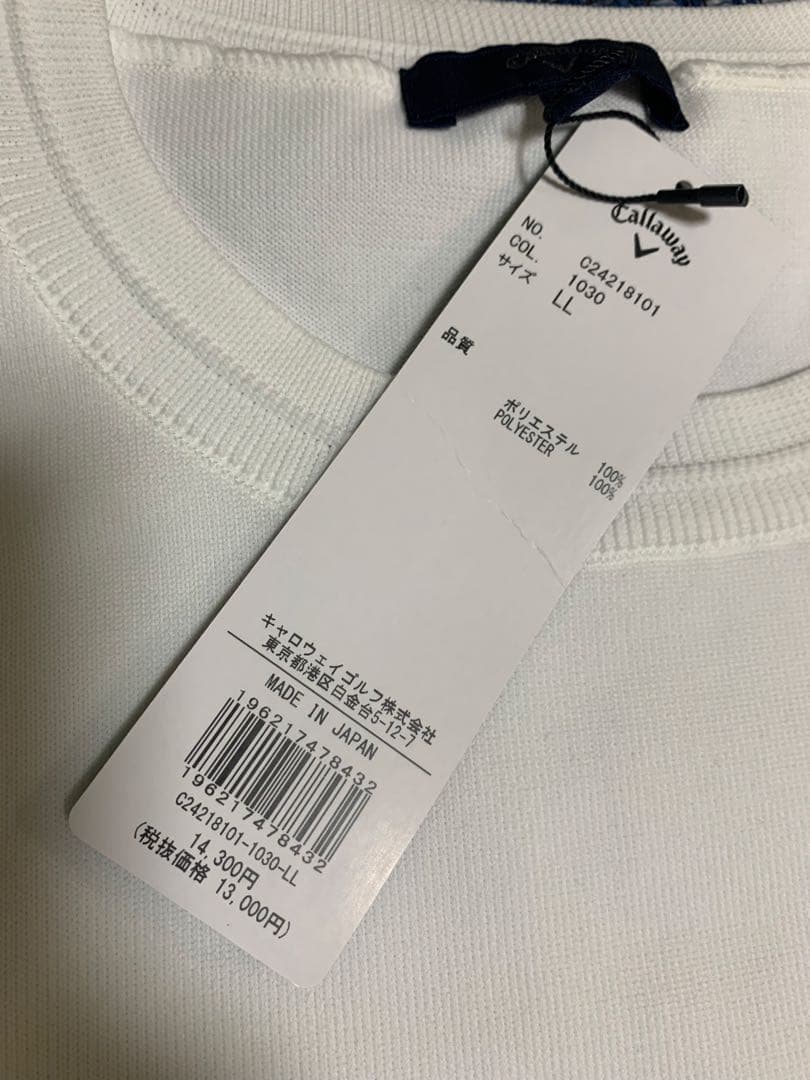 Callaway
NO. C24218101
COL. 1030
サイズ LL
品質
ポリエステル 100%
POLYESTER 100%
キャロウェイゴルフ株式会社
東京都港区白金台5-12-7
MADE IN JAPAN
196217478432
196217478432
C24218101-1030-LL
14,300円
(税抜価格 13,000円)